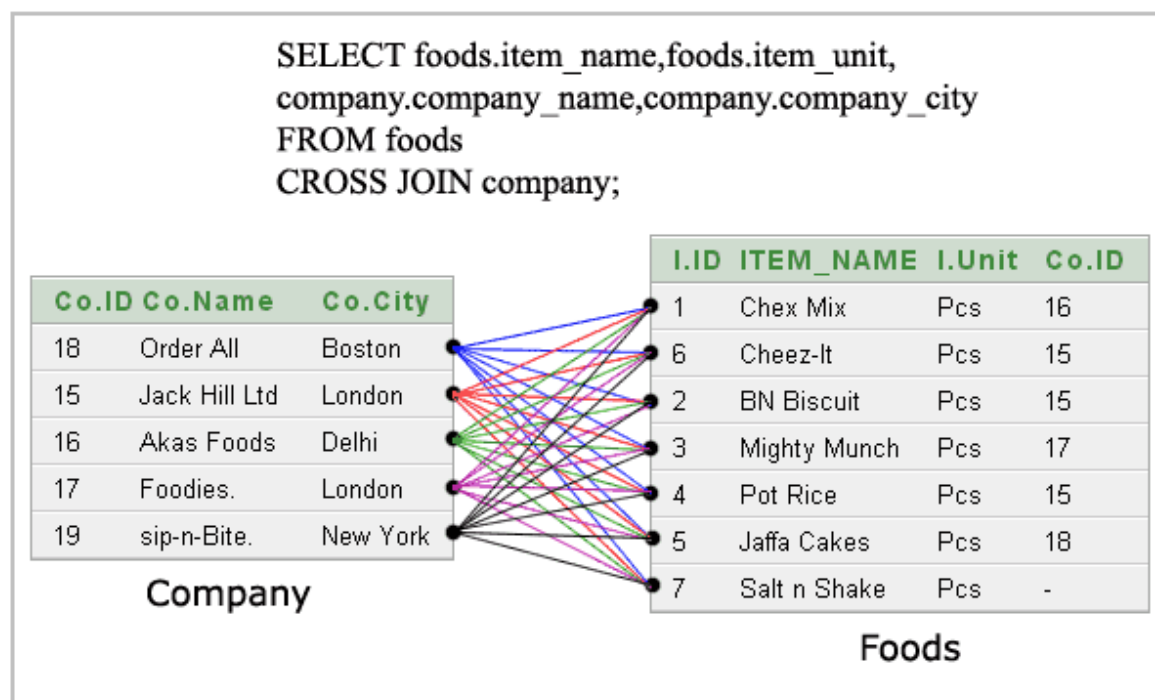 SELECT foods.item_name,foods.item_unit,
company.company_name,company.company_city
FROM foods
CROSS JOIN company;
Co.ID Co.Name Co.City
18 Order All Boston
15 Jack Hill Ltd London
16 Akas Foods Delhi
17 Foodies. London
19 sip-n-Bite. New York
Company
I.ID ITEM_NAME I.Unit Co.ID
1 Chex Mix Pcs 16
6 Cheez-It Pcs 15
2 BN Biscuit Pcs 15
3 Mighty Munch Pcs 17
4 Pot Rice Pcs 15
5 Jaffa Cakes Pcs 18
7 Salt n Shake Pcs -
Foods